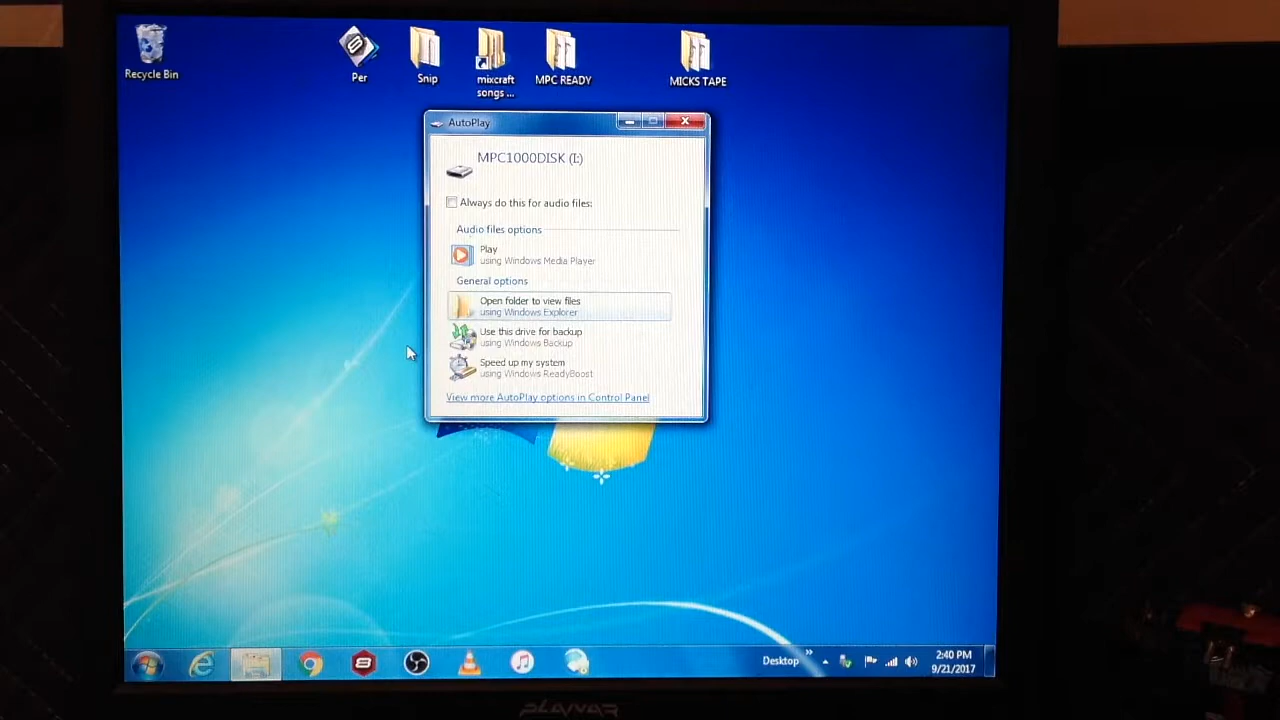 Recycle Bin
Per
Snip
mixcraft
songs ...
MPC READY
MICKS TAPE
AutoPlay
MPC1000DISK (I:)
Always do this for audio files:
Audio files options
Play
using Windows Media Player
General options
Open folder to view files
using Windows Explorer
Use this drive for backup
using Windows Backup
Speed up my system
using Windows ReadyBoost
View more AutoPlay options in Control Panel
Desktop
2:40 PM
9/21/2017